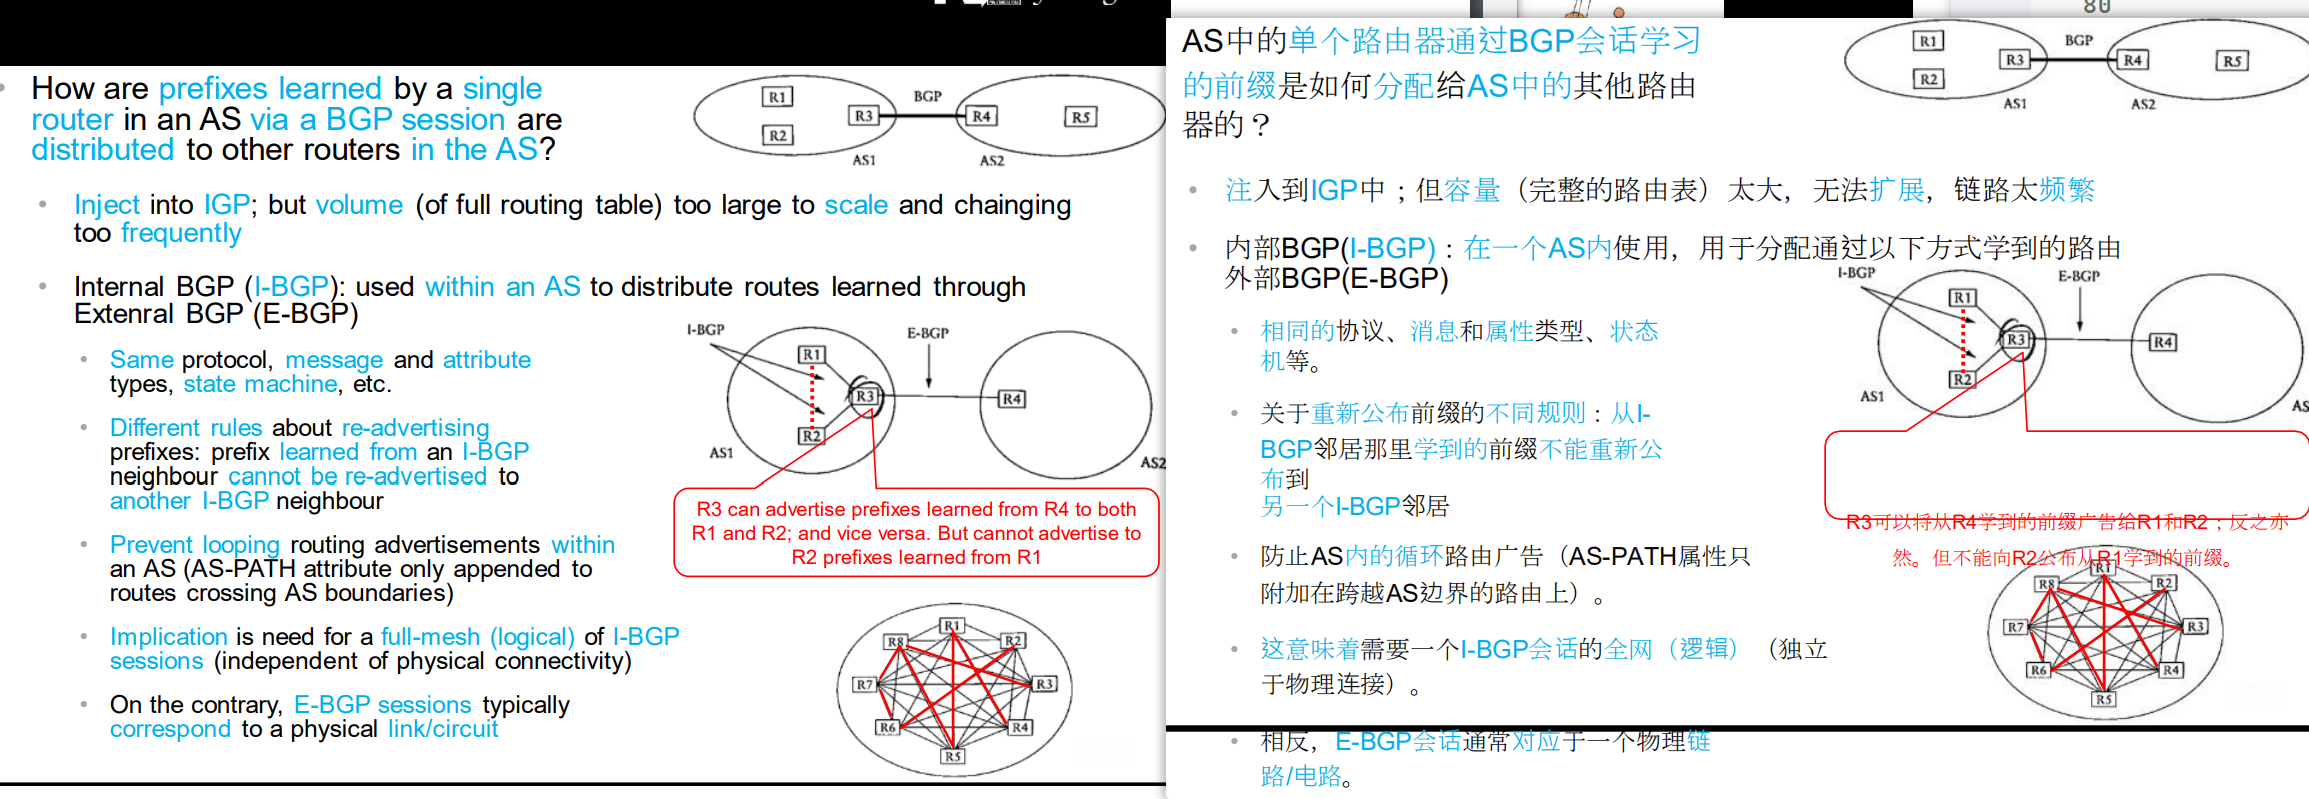 How are prefixes learned by a single
router in an AS via a BGP session are
distributed to other routers in the AS?
R1
R2
R3
BGP
R4
R5
AS1
AS2
Inject into IGP; but volume (of full routing table) too large to scale and chainging
too frequently
Internal BGP (I-BGP): used within an AS to distribute routes learned through
Extenral BGP (E-BGP)
Same protocol, message and attribute
types, state machine, etc.
Different rules about re-advertising
prefixes: prefix learned from an I-BGP
neighbour cannot be re-advertised to
another I-BGP neighbour
Prevent looping routing advertisements within
an AS (AS-PATH attribute only appended to
routes crossing AS boundaries)
Implication is need for a full-mesh (logical) of I-BGP
sessions (independent of physical connectivity)
On the contrary, E-BGP sessions typically
correspond to a physical link/circuit
I-BGP
E-BGP
R1
R3
R4
R2
AS1
AS2
R3 can advertise prefixes learned from R4 to both
R1 and R2; and vice versa. But cannot advertise to
R2 prefixes learned from R1
R1
R8
R2
R7
R3
R6
R4
R5
80
AS中的单个路由器通过BGP会话学习
的前缀是如何分配给AS中的其他路由
器的？
R1
R2
R3
BGP
R4
R5
AS1
AS2
注入到IGP中；但容量（完整的路由表）太大，无法扩展，链路太频繁
内部BGP(I-BGP)：在一个AS内使用，用于分配通过以下方式学到的路由
外部BGP(E-BGP)
相同的协议、消息和属性类型、状态
机等。
关于重新公布前缀的不同规则：从I-
BGP邻居那里学到的前缀不能重新公
布到
另一个I-BGP邻居
防止AS内的循环路由广告（AS-PATH属性只
附加在跨越AS边界的路由上）。
这意味着需要一个I-BGP会话的全网（逻辑）（独立
于物理连接）。
相反，E-BGP会话通常对应于一个物理链
路/电路。
I-BGP
E-BGP
R1
R3
R4
R2
AS1
AS
R3可以将从R4学到的前缀广告给R1和R2；反之亦
然。但不能向R2公布从R1学到的前缀。
R1
R8
R2
R7
R3
R6
R4
R5